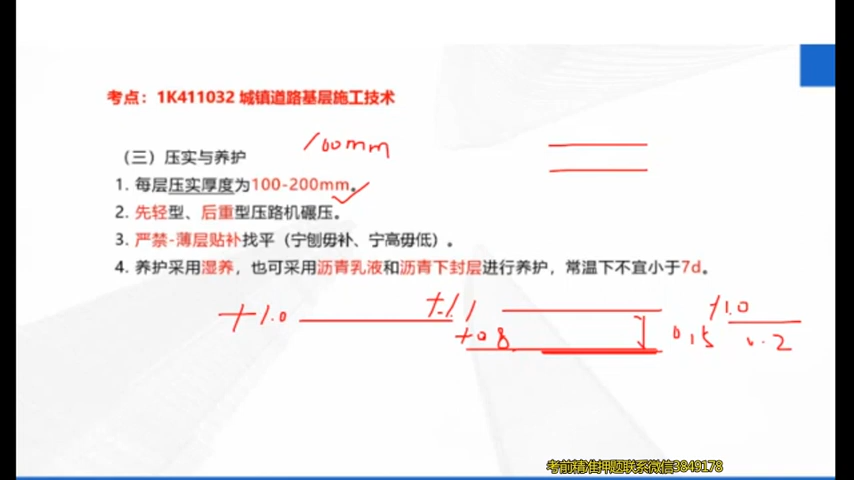 考点：1K411032 城镇道路基层施工技术
100mm
（三）压实与养护
1. 每层压实厚度为100-200mm。
2. 先轻型、后重型压路机碾压。
3. 严禁-薄层贴补找平（宁刨毋补、宁高毋低）。
4. 养护采用湿养，也可采用沥青乳液和沥青下封层进行养护，常温下不宜小于7d。
+1.0 +1.1 +1.0
+0.8 0.15 0.2
考前精准押题联系微信3849178